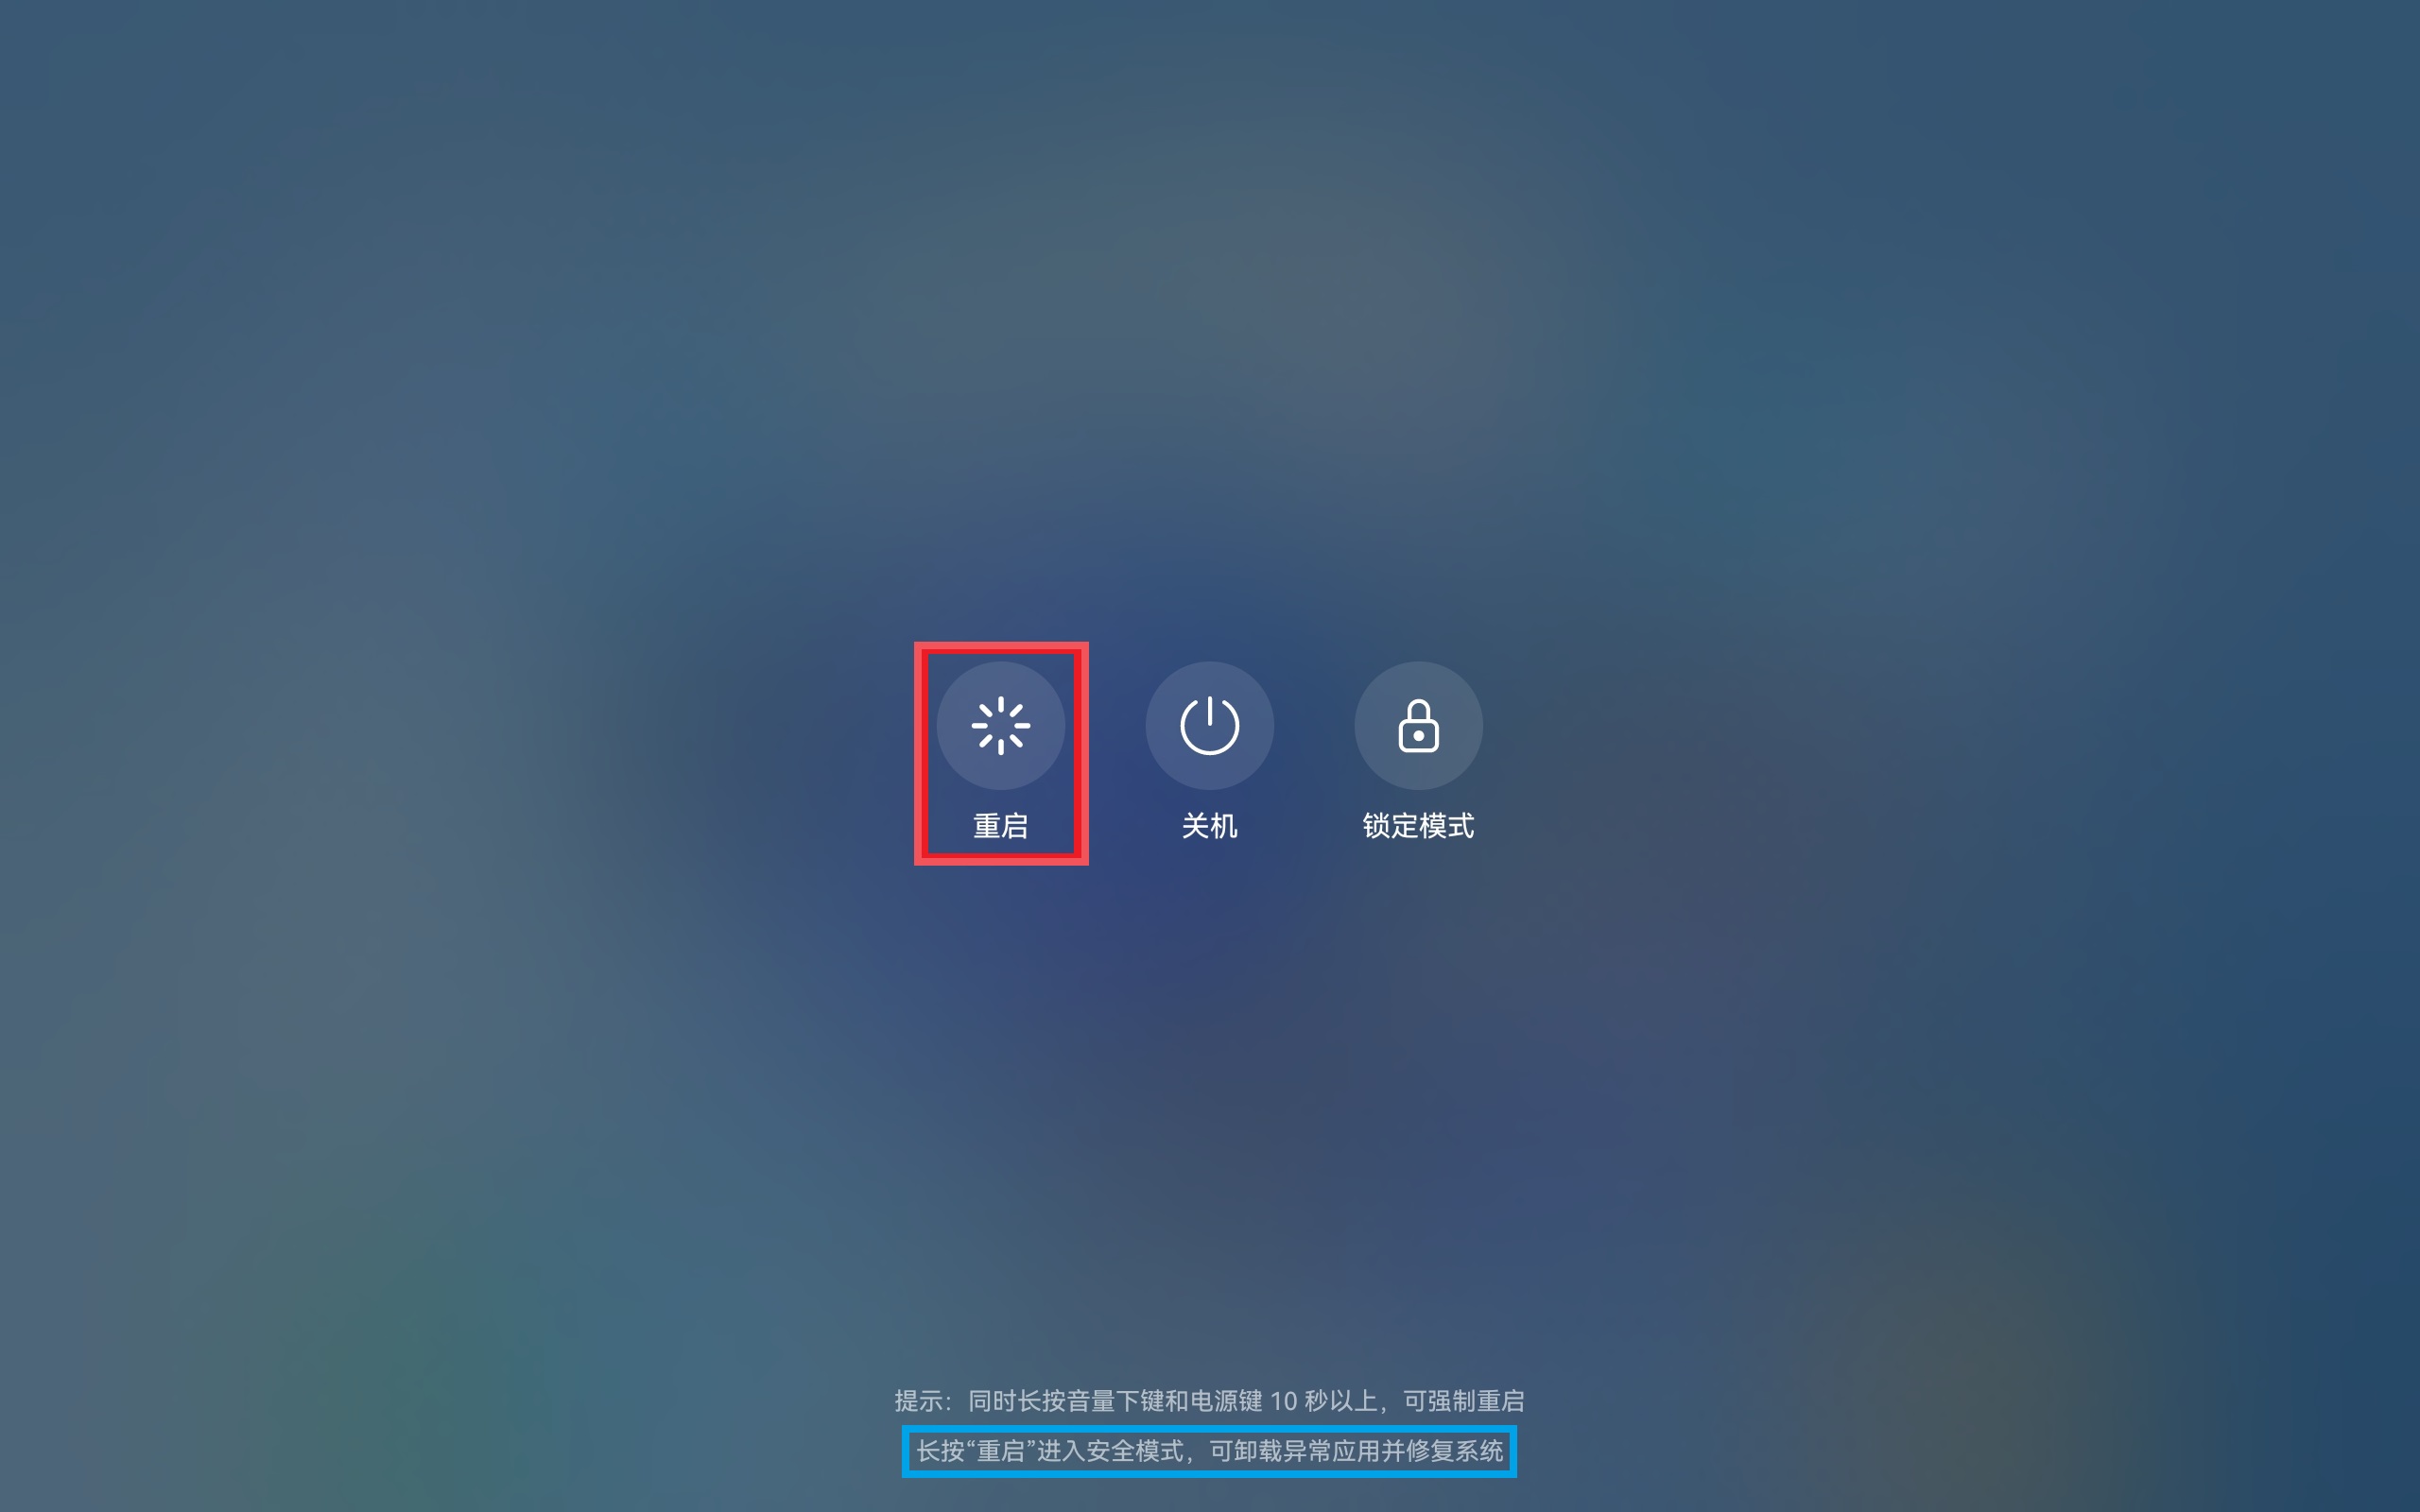 重启
关机
锁定模式
提示：同时长按音量下键和电源键 10 秒以上，可强制重启
长按“重启”进入安全模式，可卸载异常应用并修复系统